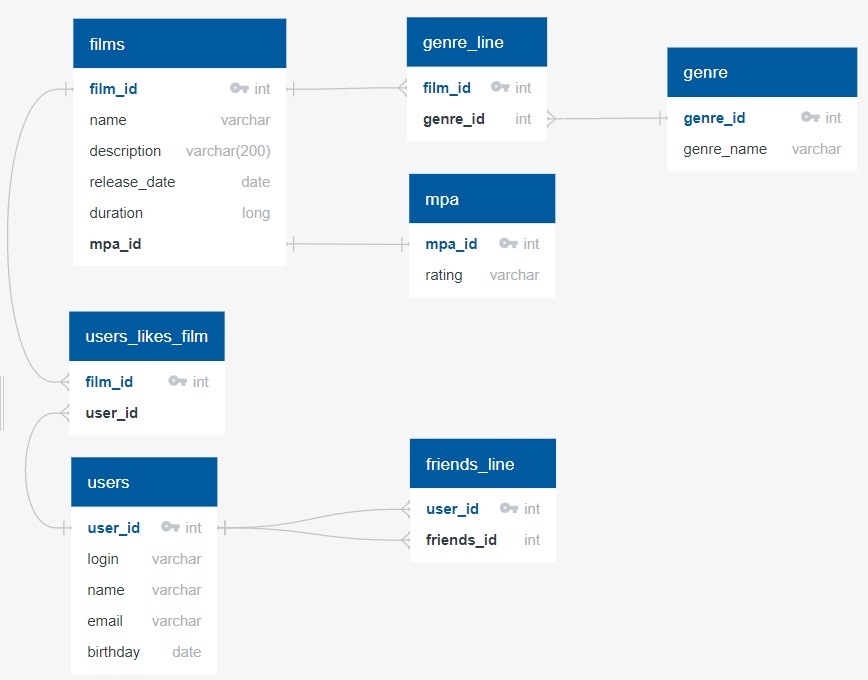 films
film_id int
name varchar
description varchar(200)
release_date date
duration long
mpa_id
genre_line
film_id int
genre_id int
genre
genre_id int
genre_name varchar
mpa
mpa_id int
rating varchar
users_likes_film
film_id int
user_id
users
user_id int
login varchar
name varchar
email varchar
birthday date
friends_line
user_id int
friends_id int